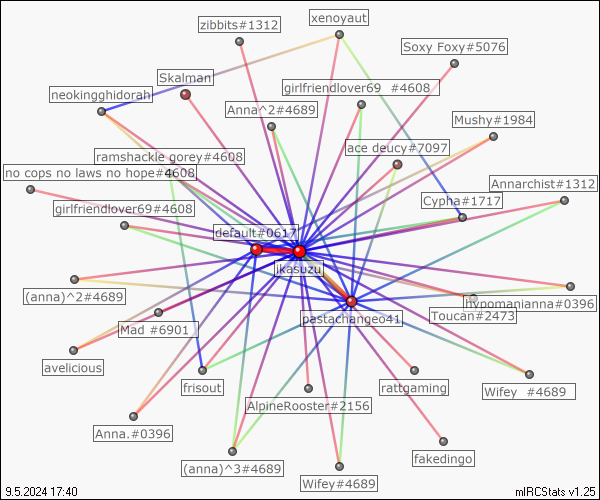 zibbits#1312
xenoyaut
Soxy Foxy#5076
Skalman
neokingghidorah
girlfriendlover69 #4608
Anna^2#4689
Mushy#1984
ace deucy#7097
ramshackle gorey#4608
no cops no laws no hope#4608
Annarchist#1312
Cypha#1717
girlfriendlover69#4608
default#0617
ikasuzu
(anna)^2#4689
hypomanianna#0396
Toucan#2473
pastachangeo41
Mad #6901
avelicious
frisout
rattgaming
Wifey #4689
AlpineRooster#2156
Anna.#0396
fakedingo
(anna)^3#4689
Wifey#4689
9.5.2024 17:40
mIRCStats v1.25